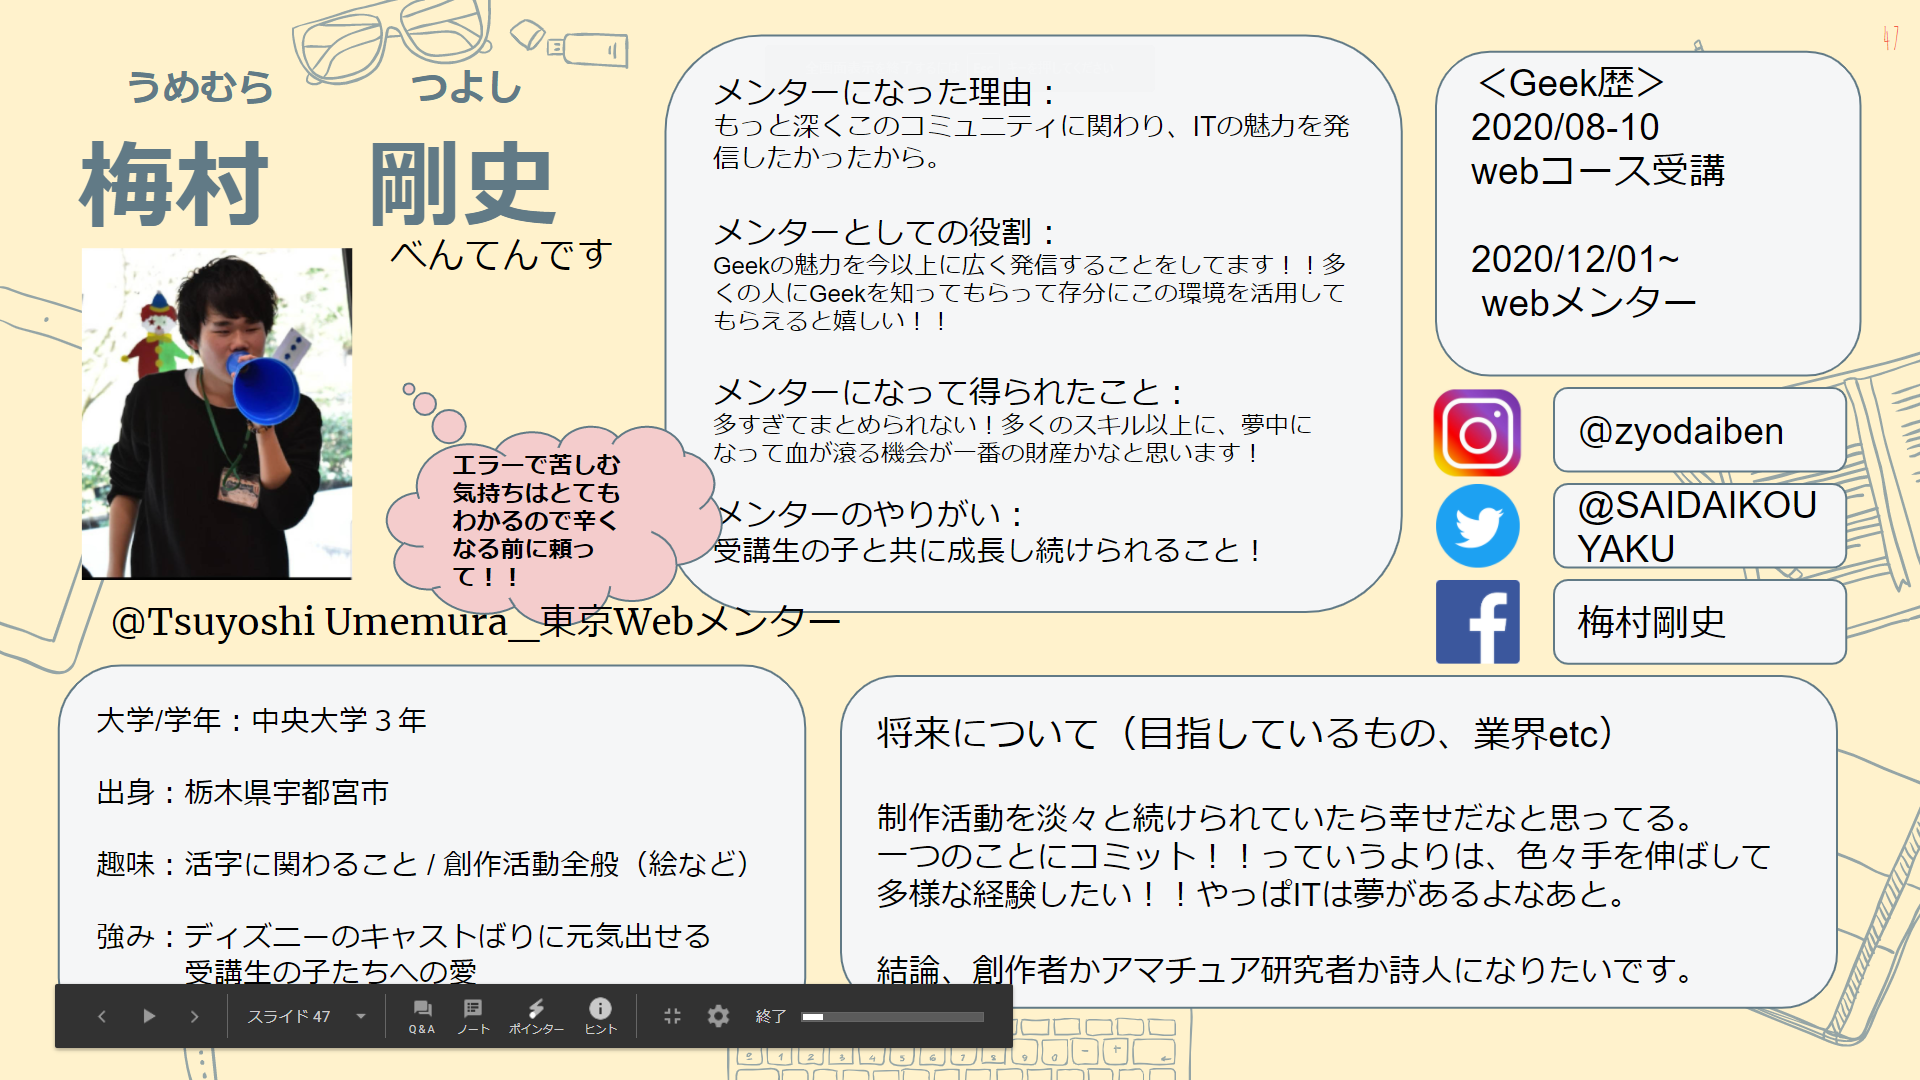 47
うめむら　つよし
梅村　剛史
べんてんです
エラーで苦しむ
気持ちはとても
わかるので辛く
なる前に頼っ
て！！
@Tsuyoshi Umemura_東京Webメンター
メンターになった理由：
もっと深くこのコミュニティに関わり、ITの魅力を発
信したかったから。
メンターとしての役割：
Geekの魅力を今以上に広く発信することをしてます！！多
くの人にGeekを知ってもらって存分にこの環境を活用して
もらえると嬉しい！！
メンターになって得られたこと：
多すぎてまとめられない！多くのスキル以上に、夢中に
なって血が滾る機会が一番の財産かなと思います！
メンターのやりがい：
受講生の子と共に成長し続けられること！
＜Geek歴＞
2020/08-10
webコース受講
2020/12/01~
webメンター
@zyodaiben
@SAIDAIKOU
YAKU
梅村剛史
大学/学年：中央大学３年
出身：栃木県宇都宮市
趣味：活字に関わること / 創作活動全般（絵など）
強み：ディズニーのキャストばりに元気出せる
受講生の子たちへの愛
将来について（目指しているもの、業界etc）
制作活動を淡々と続けられていたら幸せだなと思ってる。
一つのことにコミット！！っていうよりは、色々手を伸ばして
多様な経験したい！！やっぱITは夢があるよなあと。
結論、創作者かアマチュア研究者か詩人になりたいです。
スライド 47
Q&A
ノート
ポインター
ヒント
終了
1 2 3 4 5 6 7 8 9 0 - +